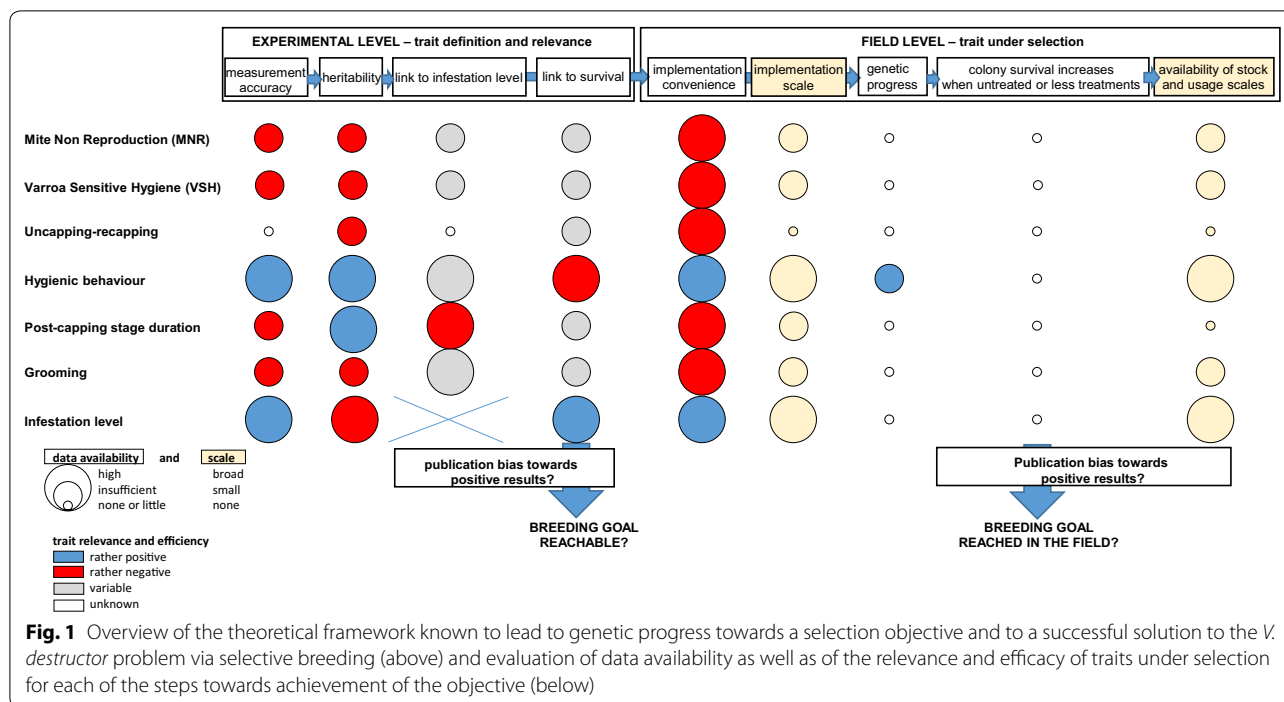 EXPERIMENTAL LEVEL – trait definition and relevance
FIELD LEVEL – trait under selection
measurement
accuracy
heritability
link to infestation level
link to survival
implementation
convenience
implementation
scale
genetic
progress
colony survival increases
when untreated or less treatments
availability of stock
and usage scales
Mite Non Reproduction (MNR)
Varroa Sensitive Hygiene (VSH)
Uncapping-recapping
Hygienic behaviour
Post-capping stage duration
Grooming
Infestation level
data availability and scale
high broad
insufficient small
none or little none
trait relevance and efficiency
rather positive
rather negative
variable
unknown
publication bias towards
positive results?
BREEDING GOAL
REACHABLE?
Publication bias towards
positive results?
BREEDING GOAL
REACHED IN THE FIELD?
Fig. 1 Overview of the theoretical framework known to lead to genetic progress towards a selection objective and to a successful solution to the V.
destructor problem via selective breeding (above) and evaluation of data availability as well as of the relevance and efficacy of traits under selection
for each of the steps towards achievement of the objective (below)